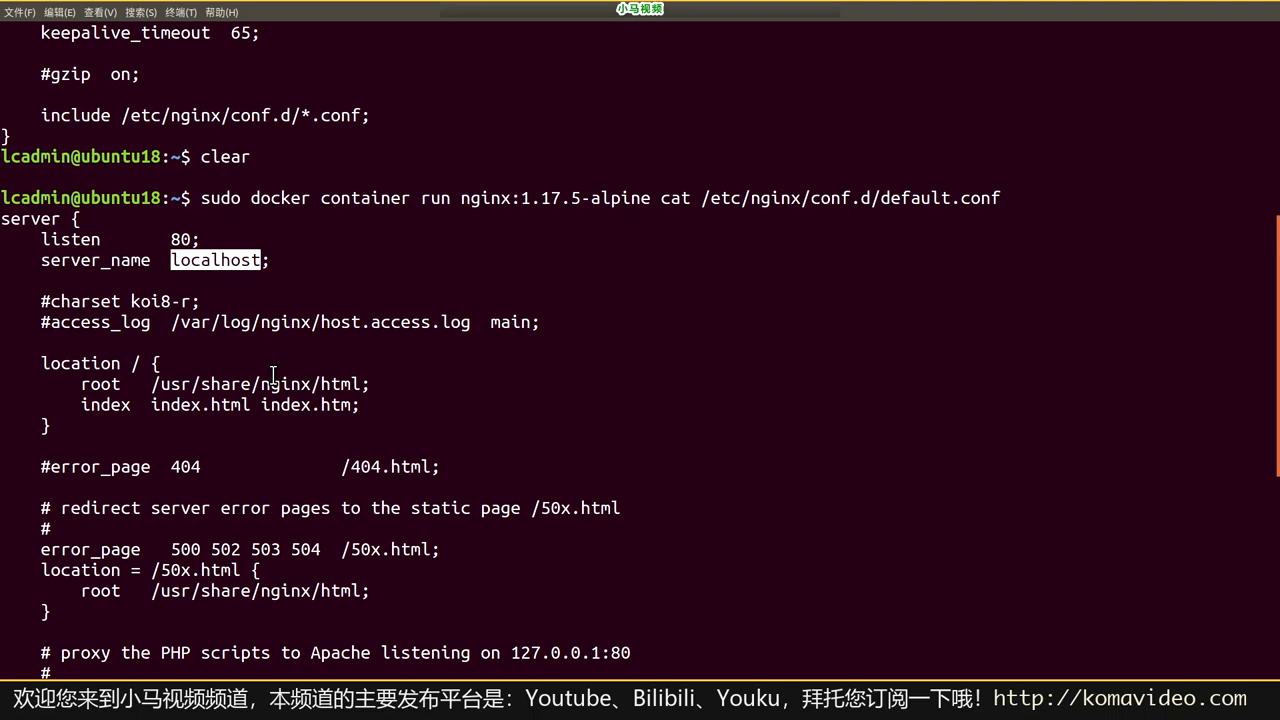 文件(F) 编辑(E) 查看(V) 搜索(S) 终端(T) 帮助(H)
小马视频
    keepalive_timeout  65;
    #gzip  on;
    include /etc/nginx/conf.d/*.conf;
}
lcadmin@ubuntu18:~$ clear
lcadmin@ubuntu18:~$ sudo docker container run nginx:1.17.5-alpine cat /etc/nginx/conf.d/default.conf
server {
    listen       80;
    server_name  localhost;
    #charset koi8-r;
    #access_log  /var/log/nginx/host.access.log  main;
    location / {
        root   /usr/share/nginx/html;
        index  index.html index.htm;
    }
    #error_page  404              /404.html;
    # redirect server error pages to the static page /50x.html
    #
    error_page   500 502 503 504  /50x.html;
    location = /50x.html {
        root   /usr/share/nginx/html;
    }
    # proxy the PHP scripts to Apache listening on 127.0.0.1:80
    #
欢迎您来到小马视频频道，本频道的主要发布平台是：Youtube、Bilibili、Youku，拜托您订阅一下哦！http://komavideo.com